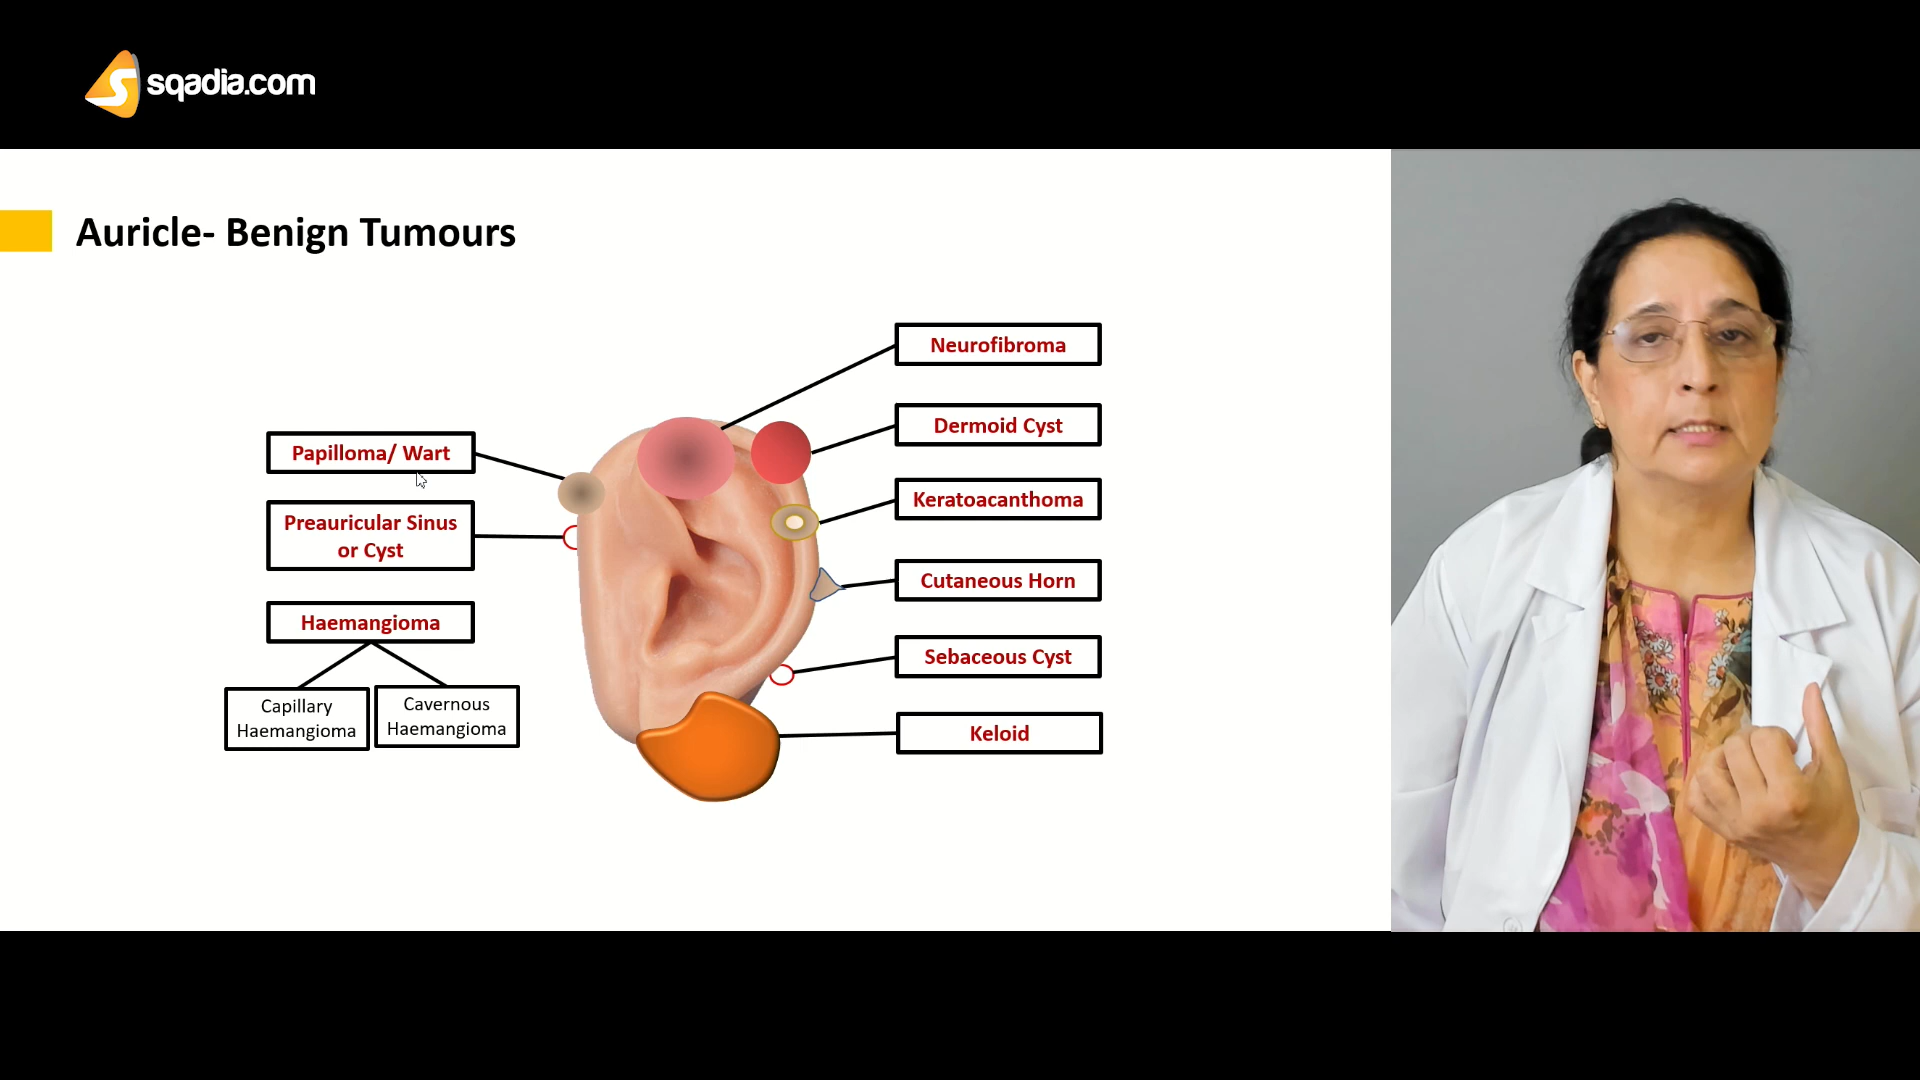 sqadia.com
Auricle- Benign Tumours
Papilloma/ Wart
Preauricular Sinus
or Cyst
Haemangioma
Capillary
Haemangioma
Cavernous
Haemangioma
Neurofibroma
Dermoid Cyst
Keratoacanthoma
Cutaneous Horn
Sebaceous Cyst
Keloid